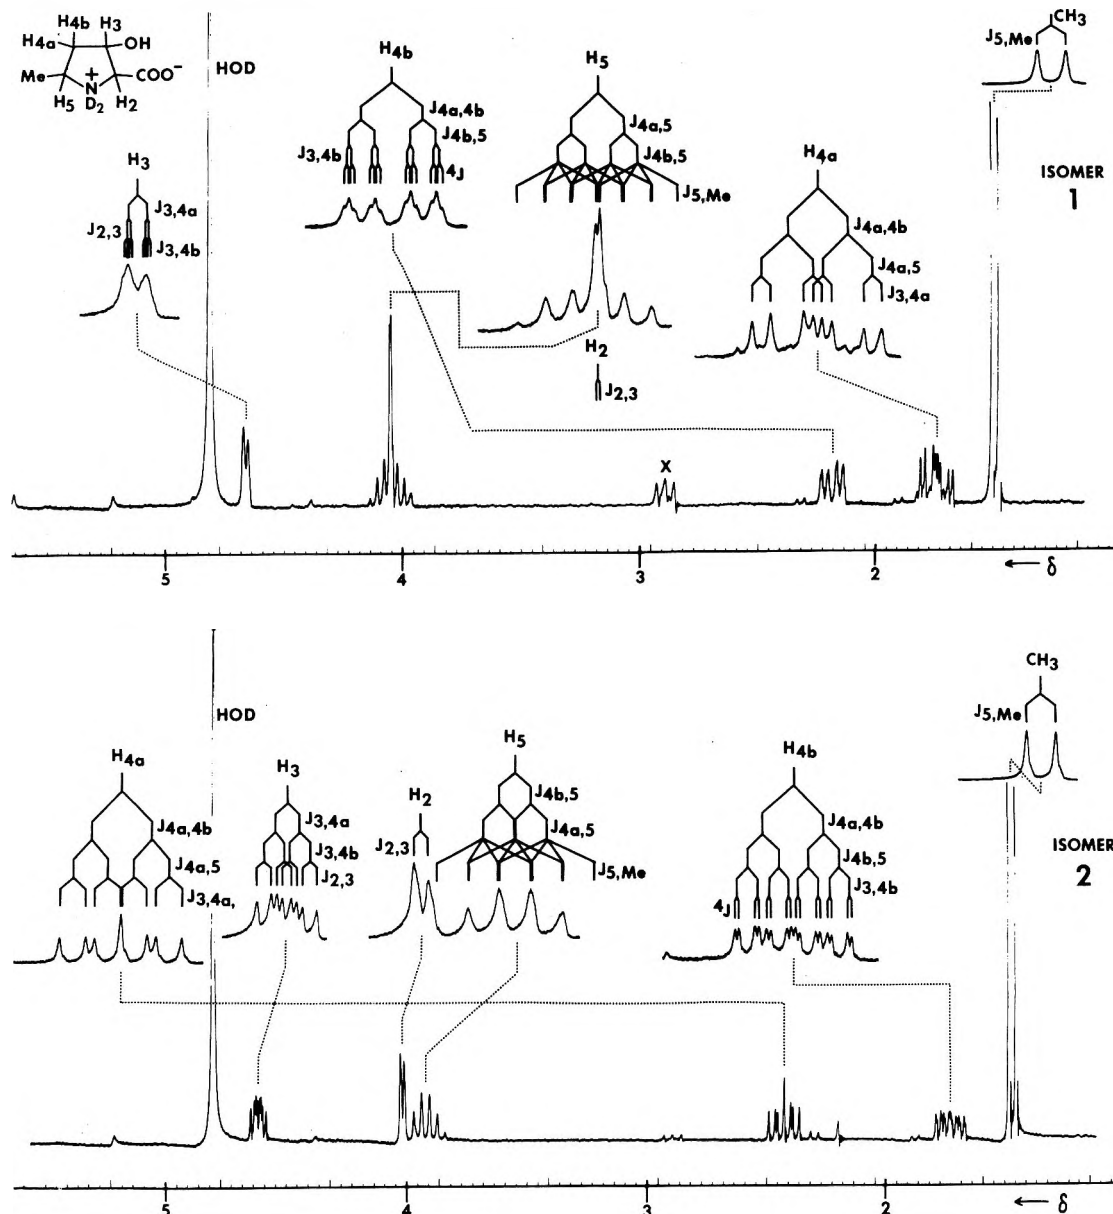 H4b H3
H4a OH
Me + COO−
N
H5 D2 H2
HOD
H4b
J4a,4b
J4b,5
J3,4b
4J
H5
J4a,5
J4b,5
J5,Me
H4a
J4a,4b
J4a,5
J3,4a
CH3
J5,Me
ISOMER
1
H3
J3,4a
J2,3
J3,4b
H2
J2,3
X
5 4 3 2 ← δ
HOD
CH3
J5,Me
ISOMER
2
H4a
J4a,4b
J4a,5
J3,4a,
H3
J3,4a
J3,4b
J2,3
H2
J2,3
H5
J4b,5
J4a,5
J5,Me
H4b
J4a,4b
J4b,5
J3,4b
4J
5 4 3 2 ← δ